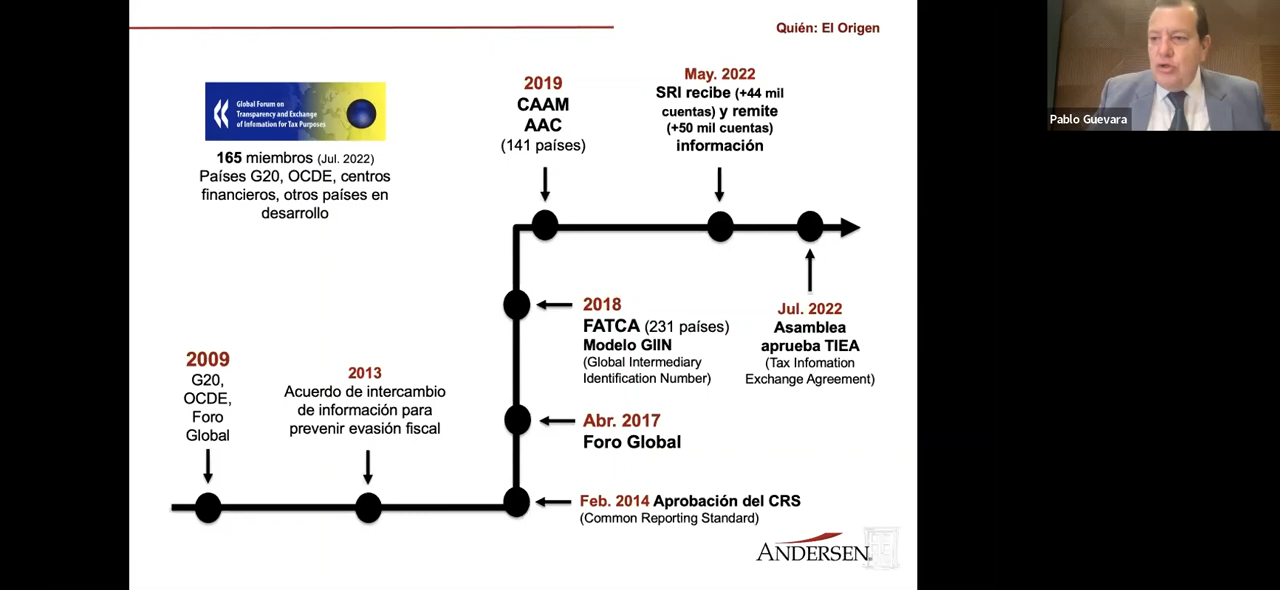 Quién: El Origen
Global Forum on
Transparency and Exchange
of Information for Tax Purposes
165 miembros (Jul. 2022)
Países G20, OCDE, centros
financieros, otros países en
desarrollo
2019
CAAM
AAC
(141 países)
May. 2022
SRI recibe (+44 mil
cuentas) y remite
(+50 mil cuentas)
información
Pablo Guevara
2018
FATCA (231 países)
Modelo GIIN
(Global Intermediary
Identification Number)
Jul. 2022
Asamblea
aprueba TIEA
(Tax Infomation
Exchange Agreement)
2009
G20,
OCDE,
Foro
Global
2013
Acuerdo de intercambio
de información para
prevenir evasión fiscal
Abr. 2017
Foro Global
Feb. 2014 Aprobación del CRS
(Common Reporting Standard)
ANDERSEN®